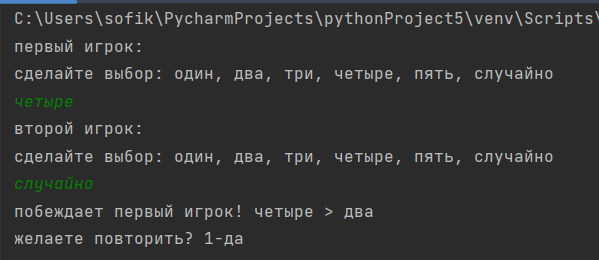 C:\Users\sofik\PycharmProjects\pythonProject5\venv\Scripts\
первый игрок:
сделайте выбор: один, два, три, четыре, пять, случайно
четыре
второй игрок:
сделайте выбор: один, два, три, четыре, пять, случайно
случайно
побеждает первый игрок! четыре > два
желаете повторить? 1-да